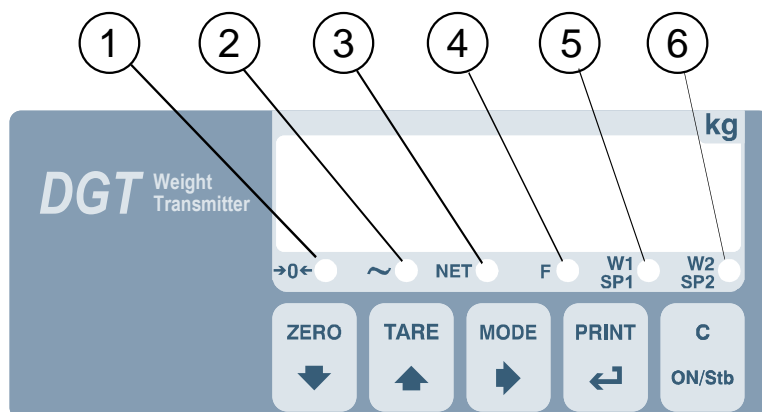 1 2 3 4 5 6
kg
DGT Weight Transmitter
→0← ~ NET F W1 SP1 W2 SP2
ZERO TARE MODE PRINT C
ON/Stb